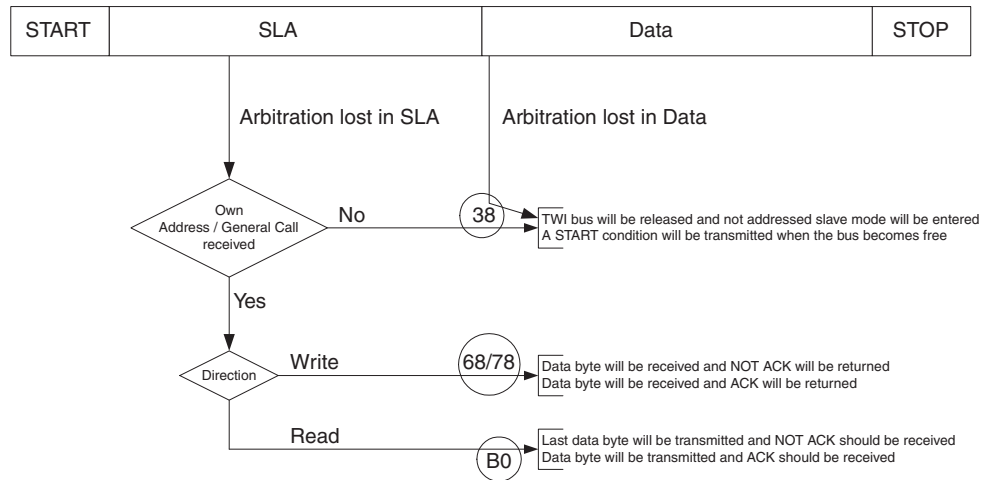 START SLA Data STOP
Arbitration lost in SLA Arbitration lost in Data
Own
Address / General Call
received
No 38
TWI bus will be released and not addressed slave mode will be entered
A START condition will be transmitted when the bus becomes free
Yes
Direction
Write 68/78
Data byte will be received and NOT ACK will be returned
Data byte will be received and ACK will be returned
Read B0
Last data byte will be transmitted and NOT ACK should be received
Data byte will be transmitted and ACK should be received